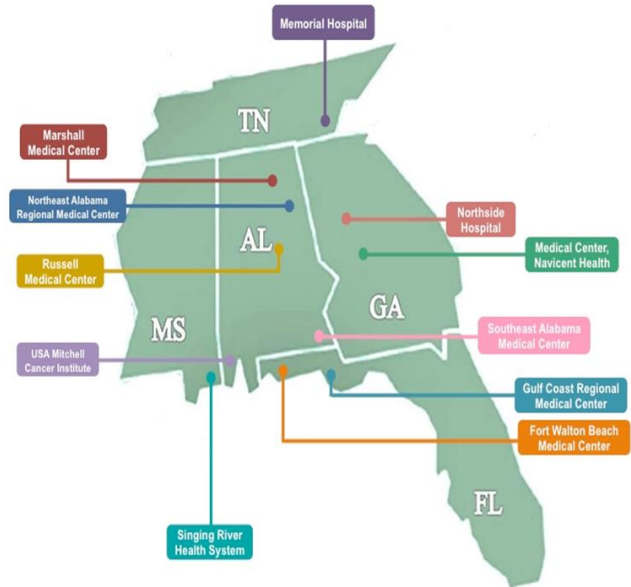 Memorial Hospital
TN
Marshall
Medical Center
Northeast Alabama
Regional Medical Center
Northside
Hospital
AL
Medical Center,
Navicent Health
Russell
Medical Center
GA
MS
Southeast Alabama
Medical Center
USA Mitchell
Cancer Institute
Gulf Coast Regional
Medical Center
Fort Walton Beach
Medical Center
FL
Singing River
Health System